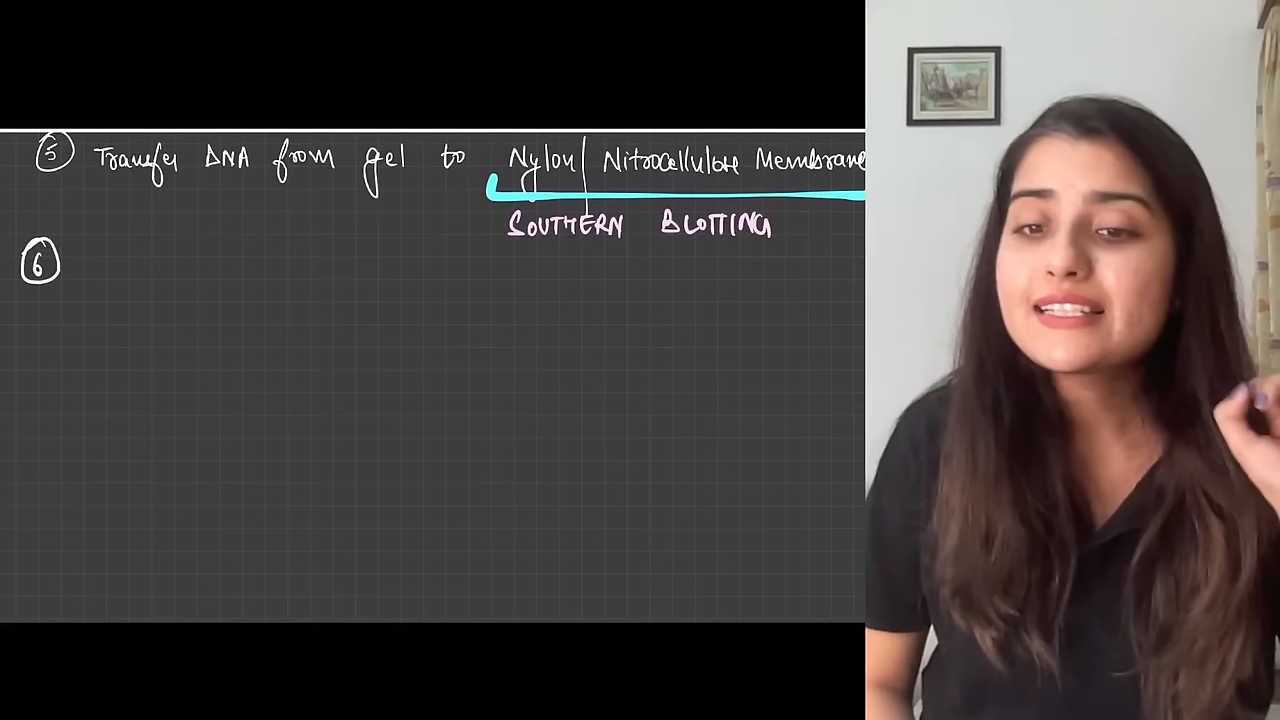 5 Transfer DNA from gel to Nylon/ Nitrocellulose Membrane
SOUTHERN BLOTTING
6